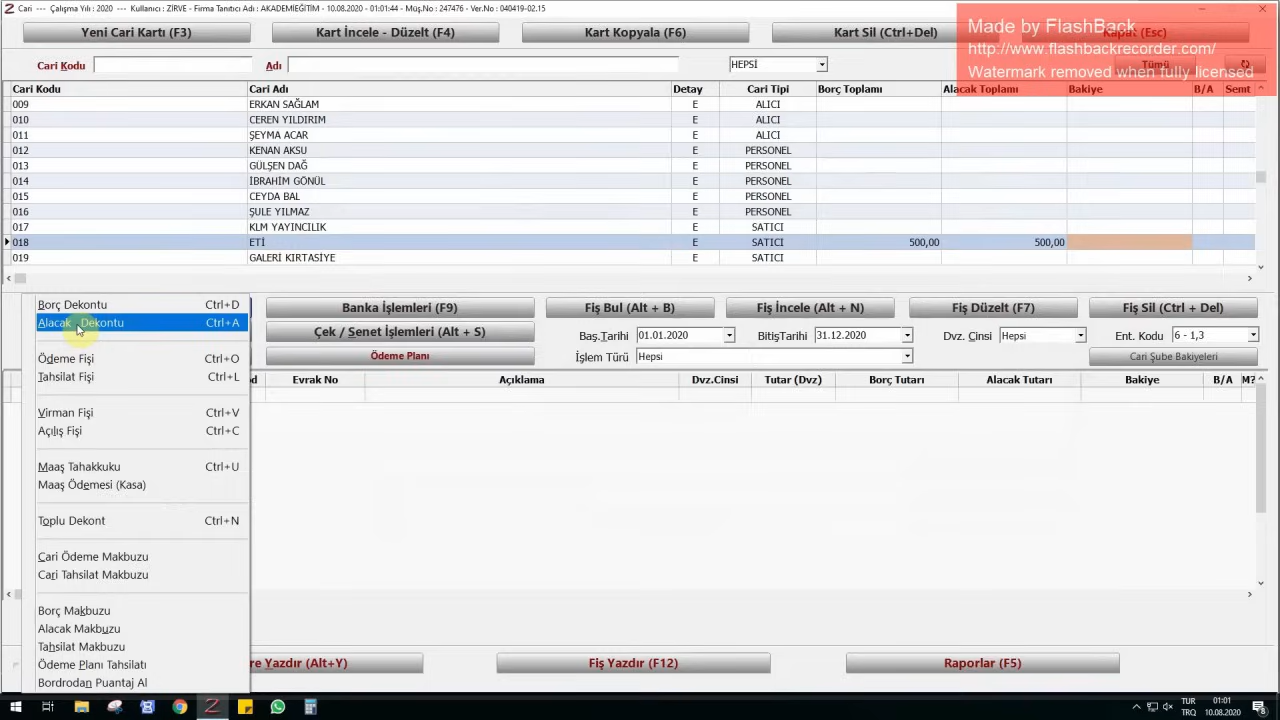 Cari --- Çalışma Yılı : 2020 --- Kullanıcı : ZİRVE - Firma Tanıtıcı Adı : AKADEMİEĞİTİM - 10.08.2020 - 01:01:44 - Müş.No : 247476 - Ver.No : 040419-02.15
Made by FlashBack
http://www.flashbackrecorder.com/
Watermark removed when fully licensed
Yeni Cari Kartı (F3) Kart İncele - Düzelt (F4) Kart Kopyala (F6) Kart Sil (Ctrl+Del) Kapat (Esc)
Cari Kodu Adı HEPSİ Tümü
Cari Kodu Cari Adı Detay Cari Tipi Borç Toplamı Alacak Toplamı Bakiye B/A Semt
009 ERKAN SAĞLAM E ALICI
010 CEREN YILDIRIM E ALICI
011 ŞEYMA ACAR E ALICI
012 KENAN AKSU E PERSONEL
013 GÜLŞEN DAĞ E PERSONEL
014 İBRAHİM GÖNÜL E PERSONEL
015 CEYDA BAL E PERSONEL
016 ŞULE YILMAZ E PERSONEL
017 KLM YAYINCILIK E SATICI
018 ETİ E SATICI 500,00 500,00
019 GALERİ KIRTASİYE E SATICI
Borç Dekontu Ctrl+D
Alacak Dekontu Ctrl+A
Ödeme Fişi Ctrl+O
Tahsilat Fişi Ctrl+L
Virman Fişi Ctrl+V
Açılış Fişi Ctrl+C
Maaş Tahakkuku Ctrl+U
Maaş Ödemesi (Kasa)
Toplu Dekont Ctrl+N
Cari Ödeme Makbuzu
Cari Tahsilat Makbuzu
Borç Makbuzu
Alacak Makbuzu
Tahsilat Makbuzu
Ödeme Planı Tahsilatı
Bordrodan Puantaj Al
Banka İşlemleri (F9) Fiş Bul (Alt + B) Fiş İncele (Alt + N) Fiş Düzelt (F7) Fiş Sil (Ctrl + Del)
Çek / Senet İşlemleri (Alt + S) Baş.Tarihi 01.01.2020 BitişTarihi 31.12.2020 Dvz. Cinsi Hepsi Ent. Kodu 6 - 1,3
Ödeme Planı İşlem Türü Hepsi Cari Şube Bakiyeleri
od Evrak No Açıklama Dvz.Cinsi Tutar (Dvz) Borç Tutarı Alacak Tutarı Bakiye B/A M?
re Yazdır (Alt+Y) Fiş Yazdır (F12) Raporlar (F5)
TUR 01:01
TRQ 10.08.2020 8